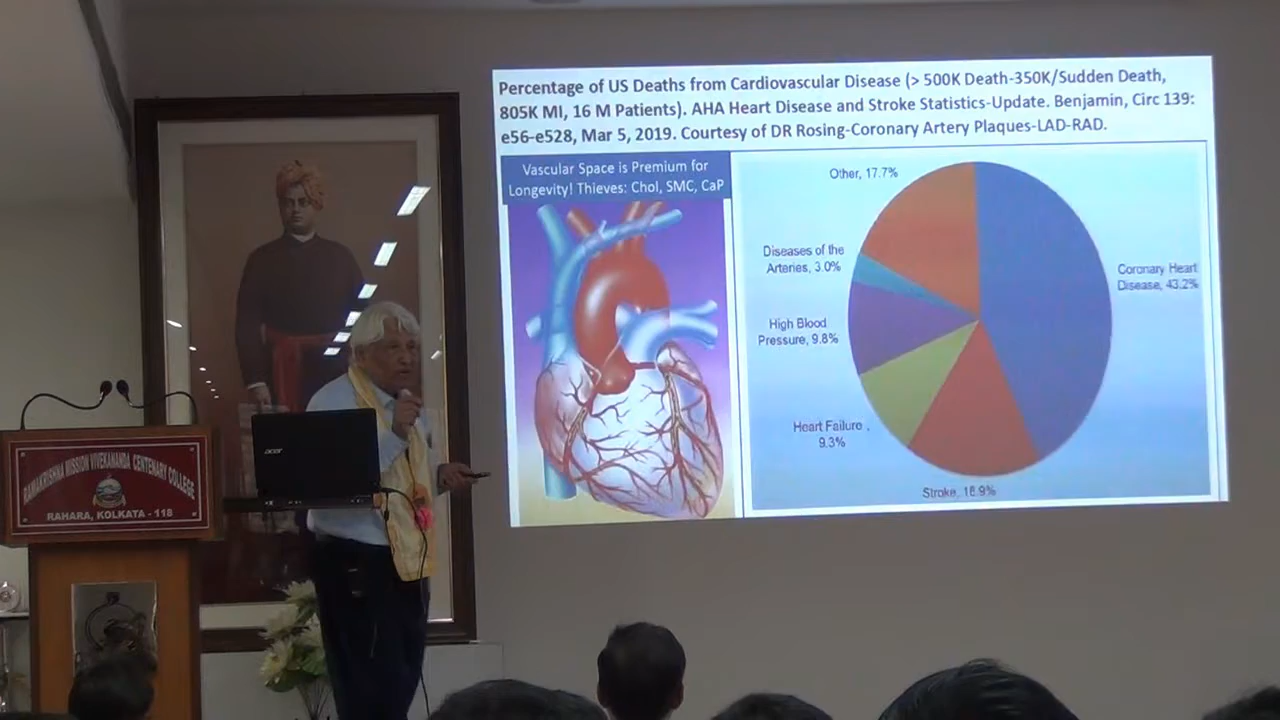 Percentage of US Deaths from Cardiovascular Disease (> 500K Death-350K/Sudden Death,
805K MI, 16 M Patients). AHA Heart Disease and Stroke Statistics-Update. Benjamin, Circ 139:
e56-e528, Mar 5, 2019. Courtesy of DR Rosing-Coronary Artery Plaques-LAD-RAD.
Vascular Space is Premium for
Longevity! Thieves: Chol, SMC, CaP
Other, 17.7%
Diseases of the
Arteries, 3.0%
High Blood
Pressure, 9.8%
Heart Failure ,
9.3%
Stroke, 16.9%
Coronary Heart
Disease, 43.2%
acer
RAMAKRISHNA MISSION VIVEKANANDA CENTENARY COLLEGE
RAHARA, KOLKATA - 118